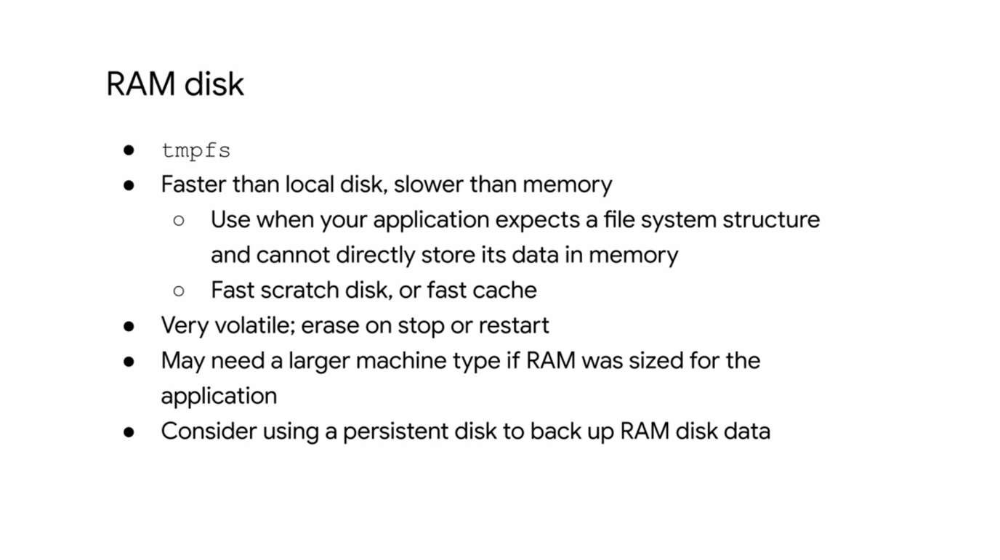 RAM disk
● tmpfs
● Faster than local disk, slower than memory
○ Use when your application expects a file system structure
and cannot directly store its data in memory
○ Fast scratch disk, or fast cache
● Very volatile; erase on stop or restart
● May need a larger machine type if RAM was sized for the
application
● Consider using a persistent disk to back up RAM disk data